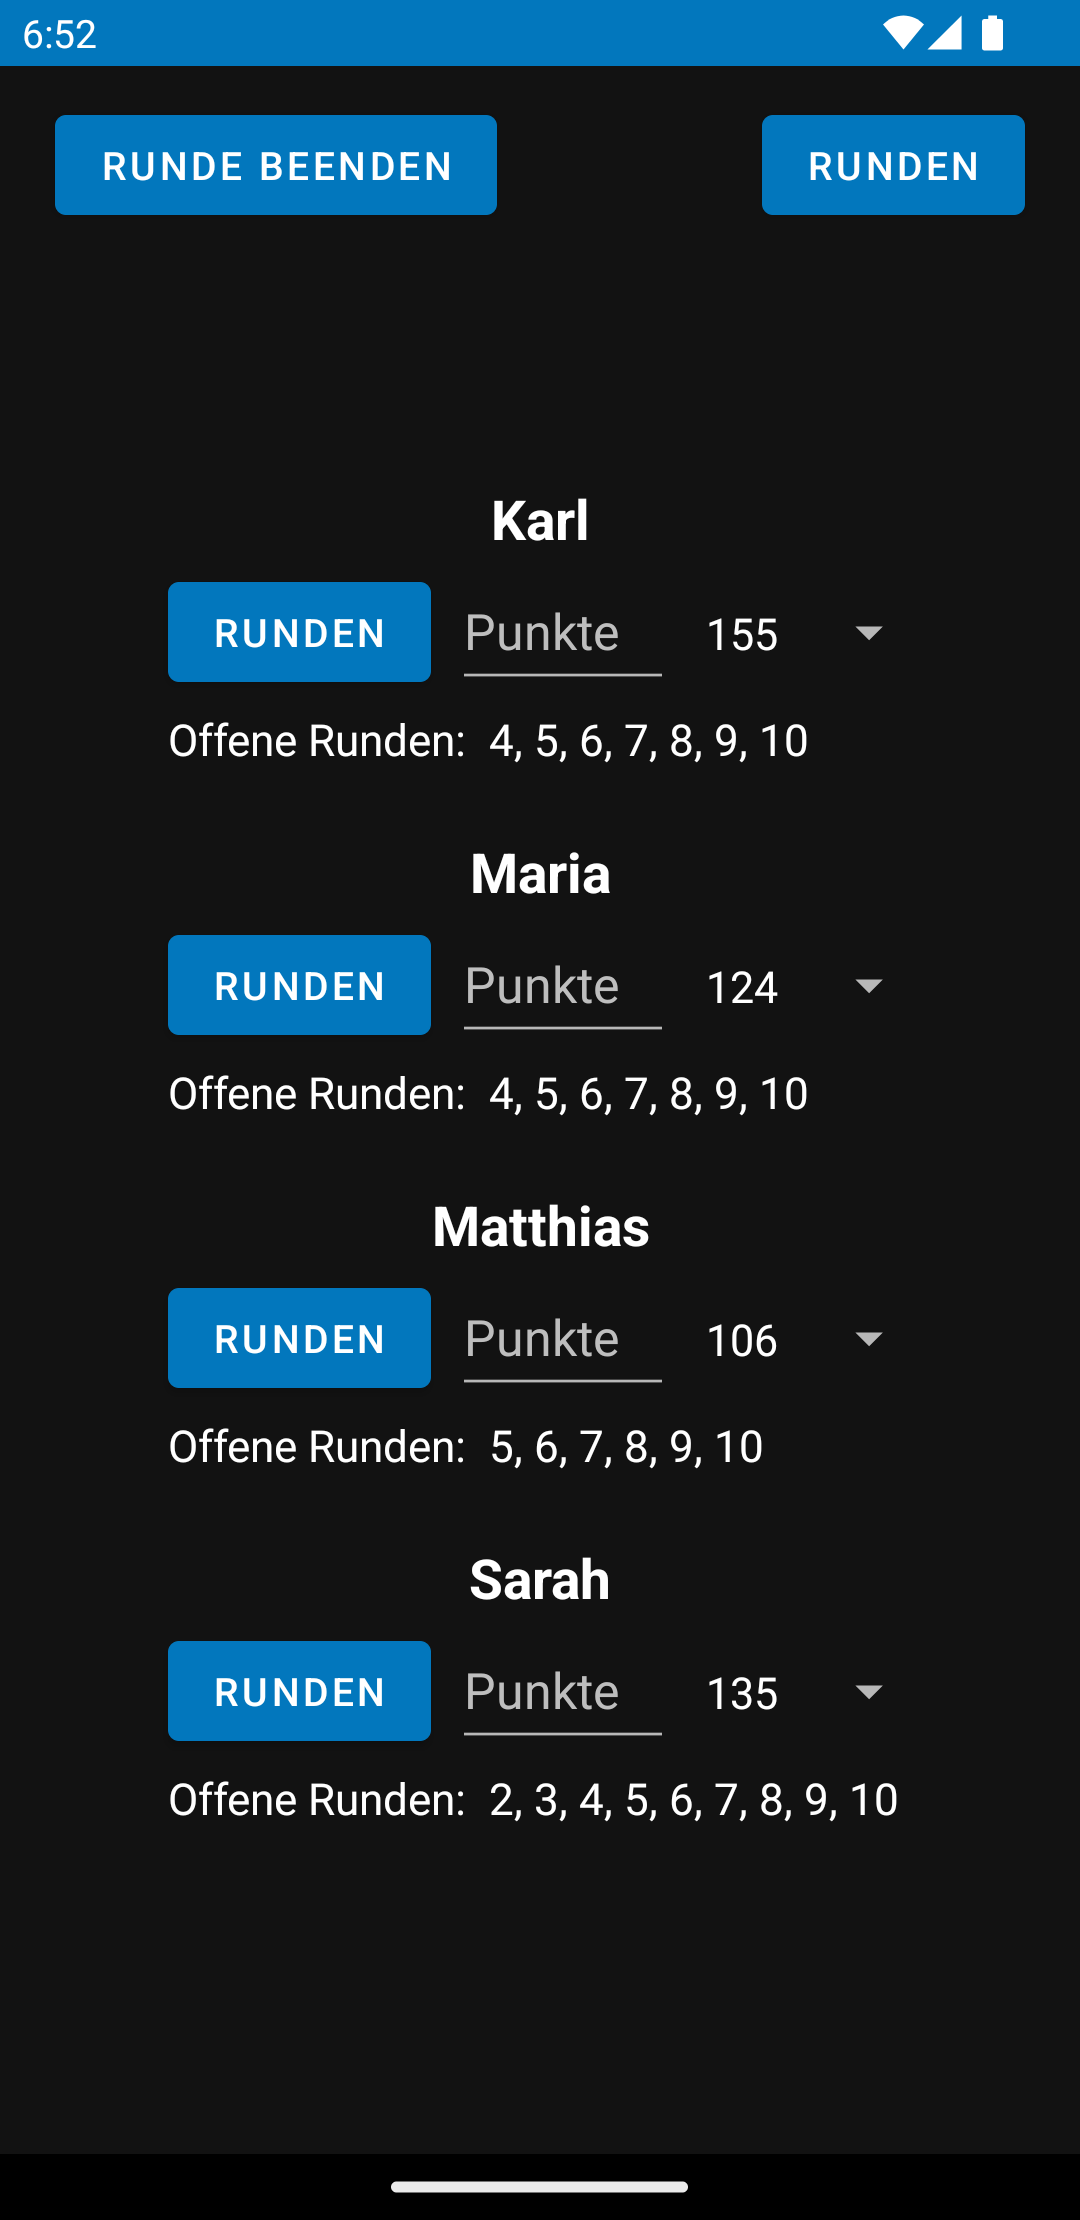 6:52
RUNDE BEENDEN RUNDEN
Karl
RUNDEN Punkte 155
Offene Runden: 4, 5, 6, 7, 8, 9, 10
Maria
RUNDEN Punkte 124
Offene Runden: 4, 5, 6, 7, 8, 9, 10
Matthias
RUNDEN Punkte 106
Offene Runden: 5, 6, 7, 8, 9, 10
Sarah
RUNDEN Punkte 135
Offene Runden: 2, 3, 4, 5, 6, 7, 8, 9, 10